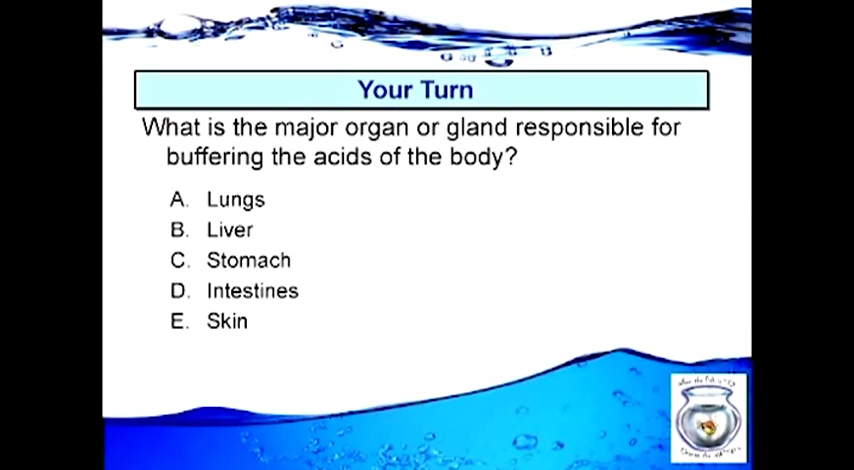 Your Turn
What is the major organ or gland responsible for
buffering the acids of the body?
A. Lungs
B. Liver
C. Stomach
D. Intestines
E. Skin